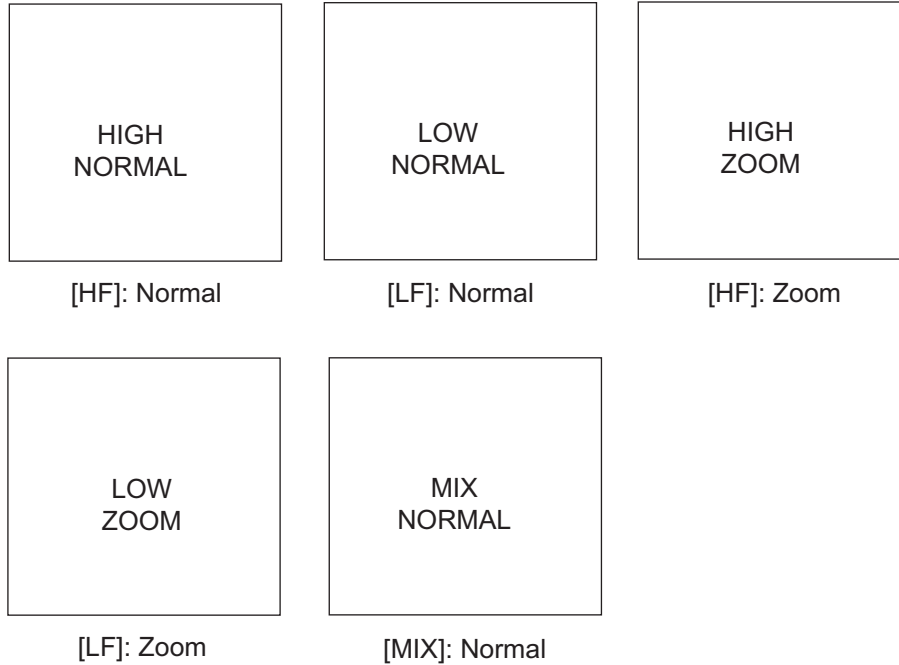 HIGH
NORMAL
LOW
NORMAL
HIGH
ZOOM
[HF]: Normal
[LF]: Normal
[HF]: Zoom
LOW
ZOOM
MIX
NORMAL
[LF]: Zoom
[MIX]: Normal